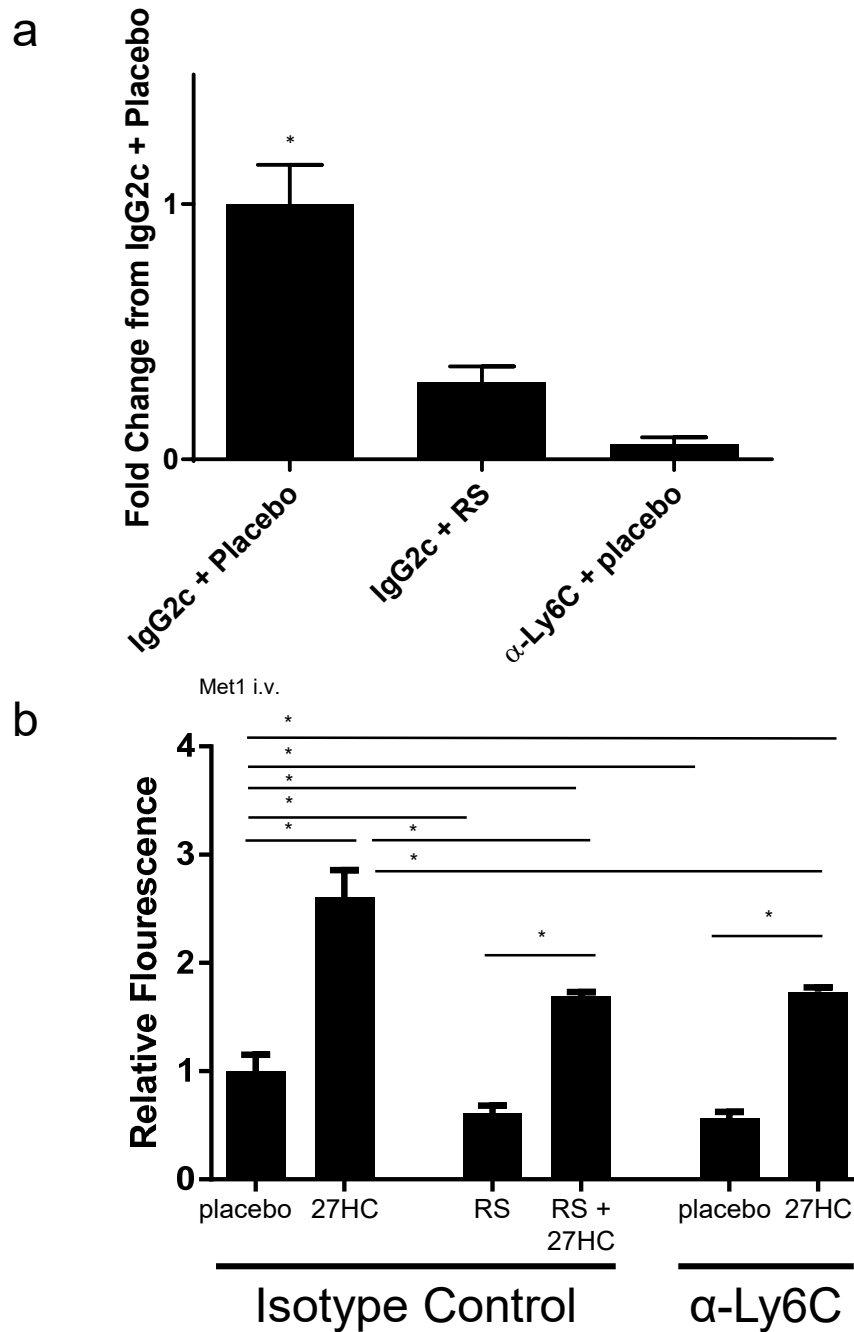 a
Fold Change from IgG2c + Placebo
1
0
*
IgG2c + Placebo
IgG2c + RS
α-Ly6C + placebo
Met1 i.v.
b
Relative Flourescence
4
3
2
1
0
*
*
*
*
*
*
*
*
*
placebo
27HC
RS
RS +
27HC
placebo
27HC
Isotype Control
α-Ly6C